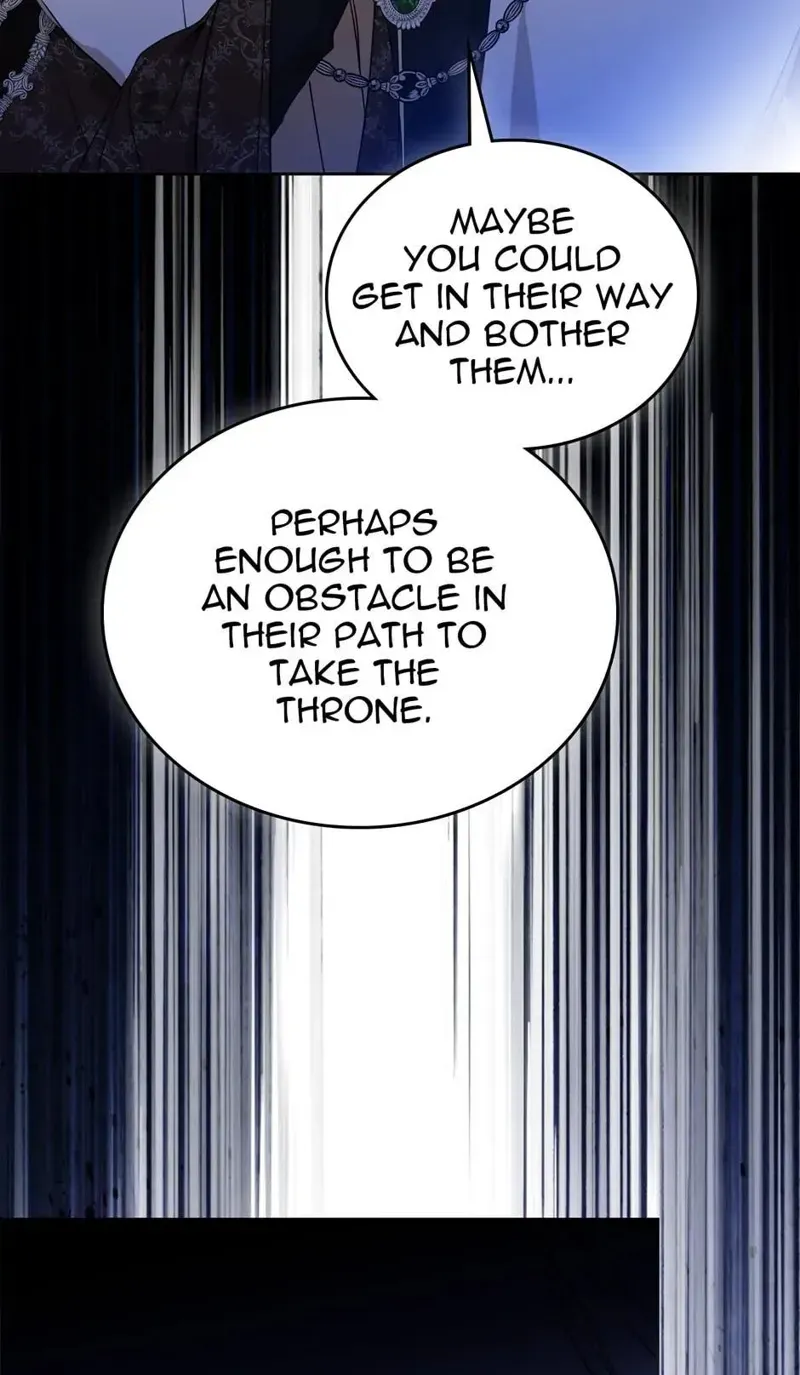 MAYBE
YOU COULD
GET IN THEIR WAY
AND BOTHER
THEM...
PERHAPS
ENOUGH TO BE
AN OBSTACLE IN
THEIR PATH TO
TAKE THE
THRONE.